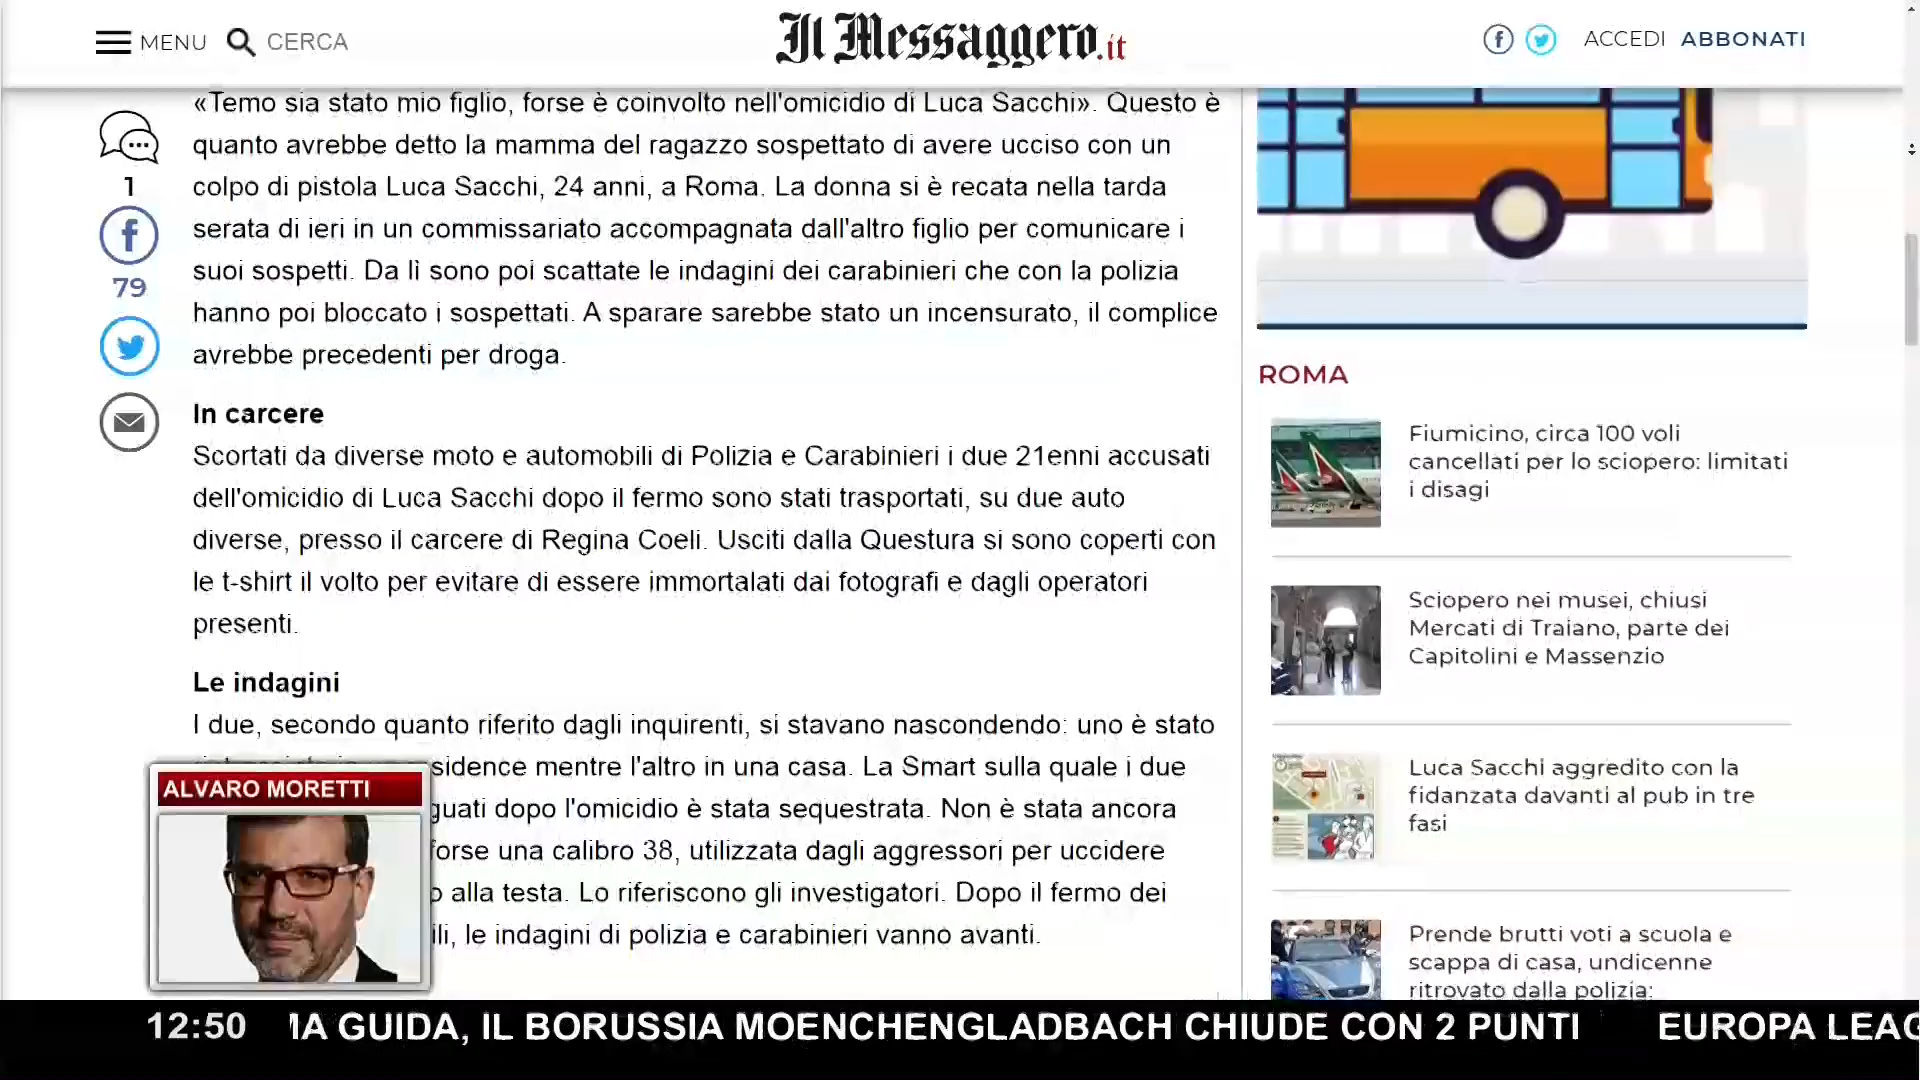 MENU
CERCA
Il Messaggero.it
ACCEDI ABBONATI
1
79
«Temo sia stato mio figlio, forse è coinvolto nell'omicidio di Luca Sacchi». Questo è
quanto avrebbe detto la mamma del ragazzo sospettato di avere ucciso con un
colpo di pistola Luca Sacchi, 24 anni, a Roma. La donna si è recata nella tarda
serata di ieri in un commissariato accompagnata dall'altro figlio per comunicare i
suoi sospetti. Da lì sono poi scattate le indagini dei carabinieri che con la polizia
hanno poi bloccato i sospettati. A sparare sarebbe stato un incensurato, il complice
avrebbe precedenti per droga.
In carcere
Scortati da diverse moto e automobili di Polizia e Carabinieri i due 21enni accusati
dell'omicidio di Luca Sacchi dopo il fermo sono stati trasportati, su due auto
diverse, presso il carcere di Regina Coeli. Usciti dalla Questura si sono coperti con
le t-shirt il volto per evitare di essere immortalati dai fotografi e dagli operatori
presenti.
Le indagini
I due, secondo quanto riferito dagli inquirenti, si stavano nascondendo: uno è stato
sidence mentre l'altro in una casa. La Smart sulla quale i due
guati dopo l'omicidio è stata sequestrata. Non è stata ancora
forse una calibro 38, utilizzata dagli aggressori per uccidere
o alla testa. Lo riferiscono gli investigatori. Dopo il fermo dei
ili, le indagini di polizia e carabinieri vanno avanti.
ROMA
Fiumicino, circa 100 voli
cancellati per lo sciopero: limitati
i disagi
Sciopero nei musei, chiusi
Mercati di Traiano, parte dei
Capitolini e Massenzio
Luca Sacchi aggredito con la
fidanzata davanti al pub in tre
fasi
Prende brutti voti a scuola e
scappa di casa, undicenne
ritrovato dalla polizia:
ALVARO MORETTI
12:50 MA GUIDA, IL BORUSSIA MOENCHENGLADBACH CHIUDE CON 2 PUNTI EUROPA LEAG